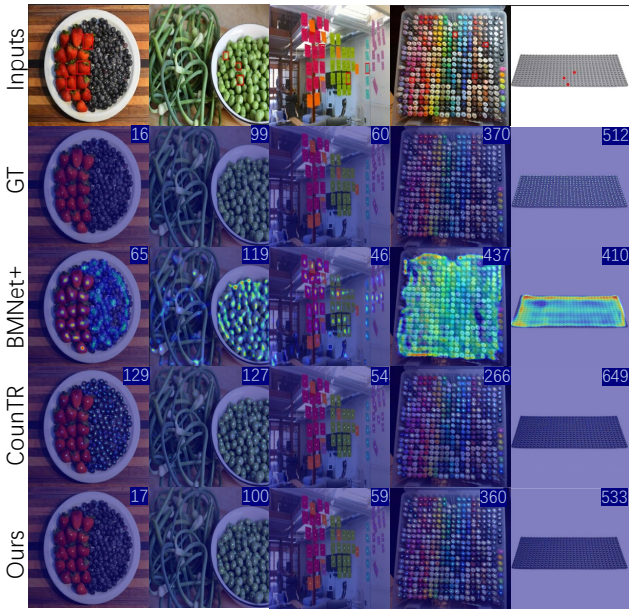 Inputs
GT 16 99 60 370 512
BMNet+ 65 119 46 437 410
CounTR 129 127 54 266 649
Ours 17 100 59 360 533